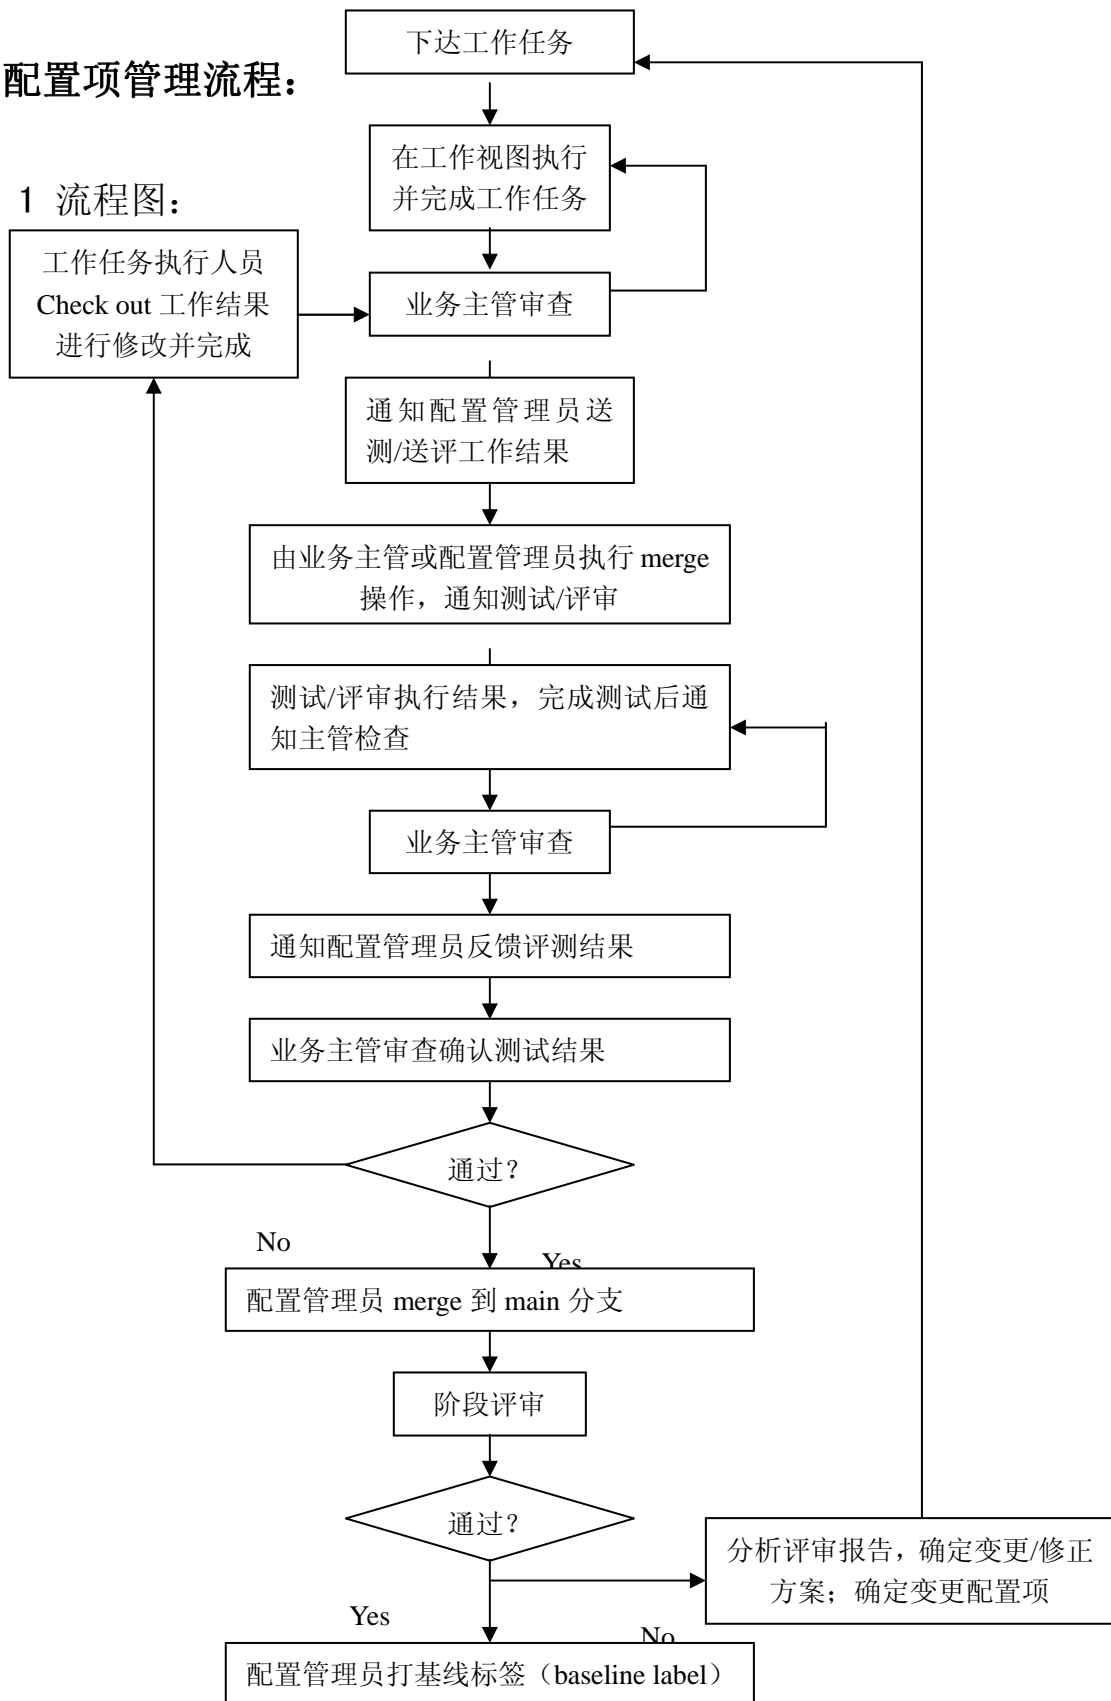 下达工作任务
配置项管理流程：
在工作视图执行
并完成工作任务
1 流程图：
工作任务执行人员
Check out 工作结果
进行修改并完成
业务主管审查
通知配置管理员送
测/送评工作结果
由业务主管或配置管理员执行 merge
操作，通知测试/评审
测试/评审执行结果，完成测试后通
知主管检查
业务主管审查
通知配置管理员反馈评测结果
业务主管审查确认测试结果
通过？
No
Yes
配置管理员 merge 到 main 分支
阶段评审
通过？
分析评审报告，确定变更/修正
方案；确定变更配置项
Yes
No
配置管理员打基线标签（baseline label）